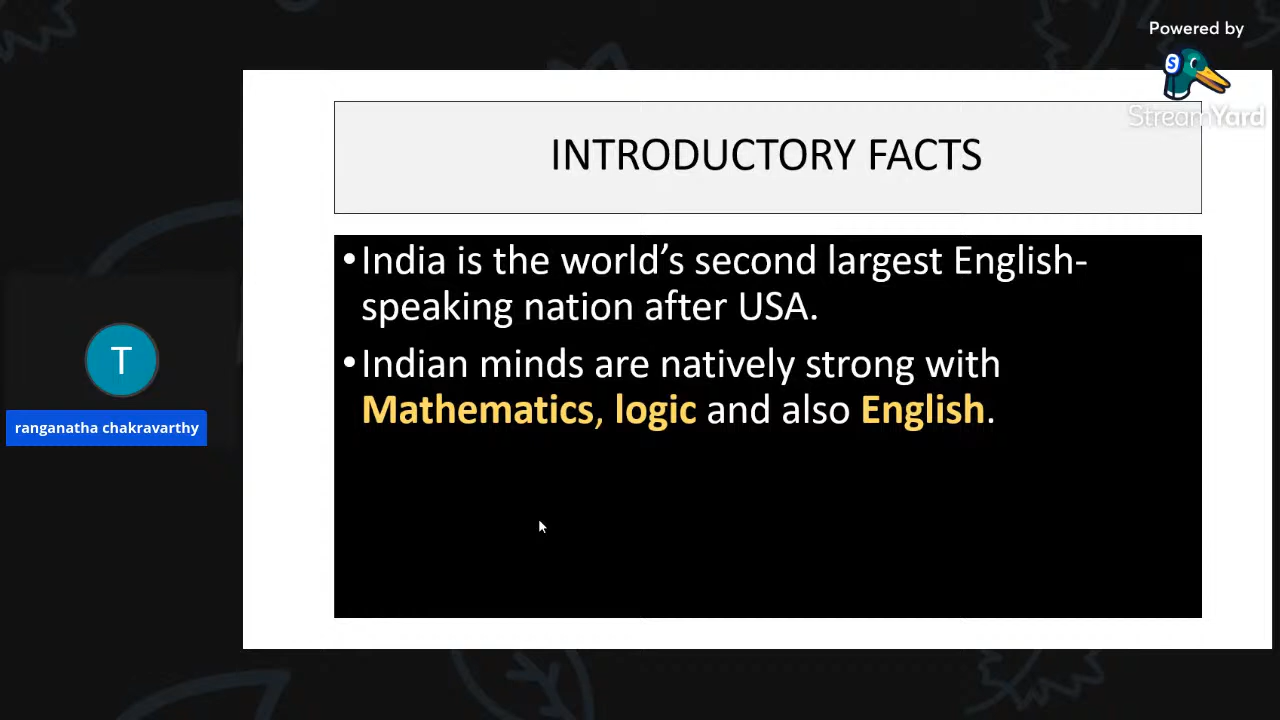 Powered by
S
StreamYard
INTRODUCTORY FACTS
•India is the world’s second largest English-
speaking nation after USA.
•Indian minds are natively strong with
Mathematics, logic and also English.
T
ranganatha chakravarthy